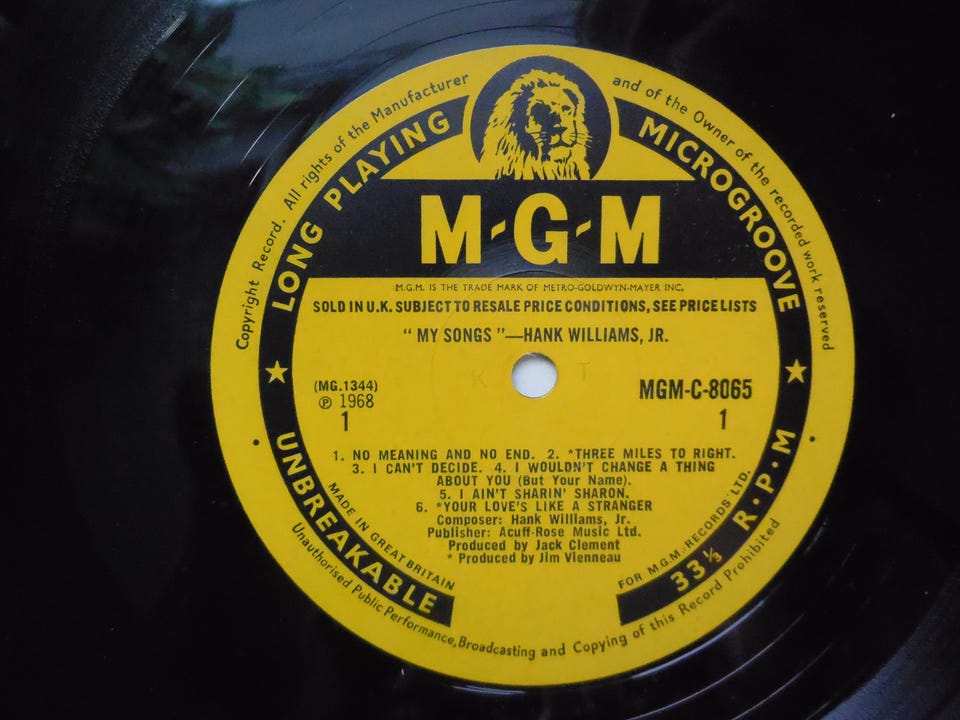 Copyright Record. All rights of the Manufacturer and of the Owner of the recorded work reserved
LONG PLAYING MICROGROOVE
M-G-M
M.G.M. IS THE TRADE MARK OF METRO-GOLDWYN-MAYER INC.
SOLD IN U.K. SUBJECT TO RESALE PRICE CONDITIONS, SEE PRICE LISTS
" MY SONGS "—HANK WILLIAMS, JR.
K T
(MG.1344) MGM-C-8065
℗ 1968
1 1
1. NO MEANING AND NO END. 2. *THREE MILES TO RIGHT.
3. I CAN'T DECIDE. 4. I WOULDN'T CHANGE A THING
ABOUT YOU (But Your Name).
5. I AIN'T SHARIN' SHARON.
6. *YOUR LOVE'S LIKE A STRANGER
Composer: Hank Williams, Jr.
Publisher: Acuff-Rose Music Ltd.
Produced by Jack Clement
* Produced by Jim Vienneau
MADE IN GREAT BRITAIN
FOR M.G.M. RECORDS LTD.
UNBREAKABLE
33⅓ R·P·M
Unauthorised Public Performance, Broadcasting and Copying of this Record Prohibited